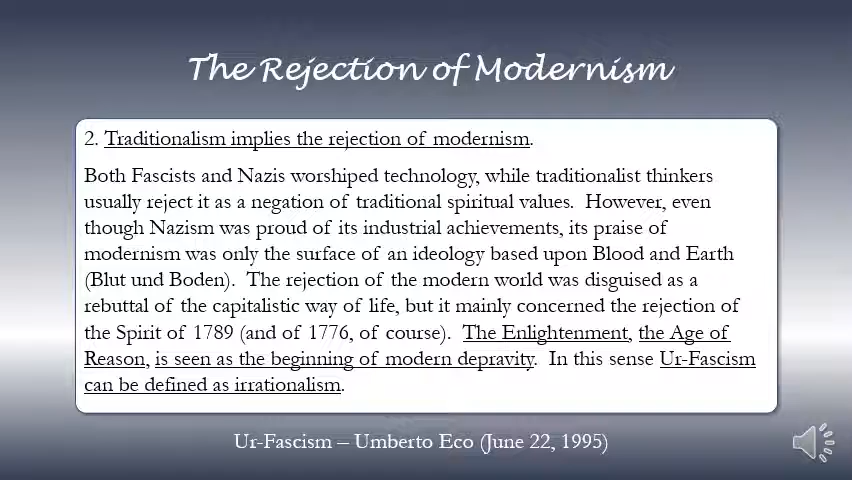 The Rejection of Modernism
2. Traditionalism implies the rejection of modernism.
Both Fascists and Nazis worshiped technology, while traditionalist thinkers
usually reject it as a negation of traditional spiritual values.  However, even
though Nazism was proud of its industrial achievements, its praise of
modernism was only the surface of an ideology based upon Blood and Earth
(Blut und Boden).  The rejection of the modern world was disguised as a
rebuttal of the capitalistic way of life, but it mainly concerned the rejection of
the Spirit of 1789 (and of 1776, of course).  The Enlightenment, the Age of
Reason, is seen as the beginning of modern depravity.  In this sense Ur-Fascism
can be defined as irrationalism.
Ur-Fascism – Umberto Eco (June 22, 1995)